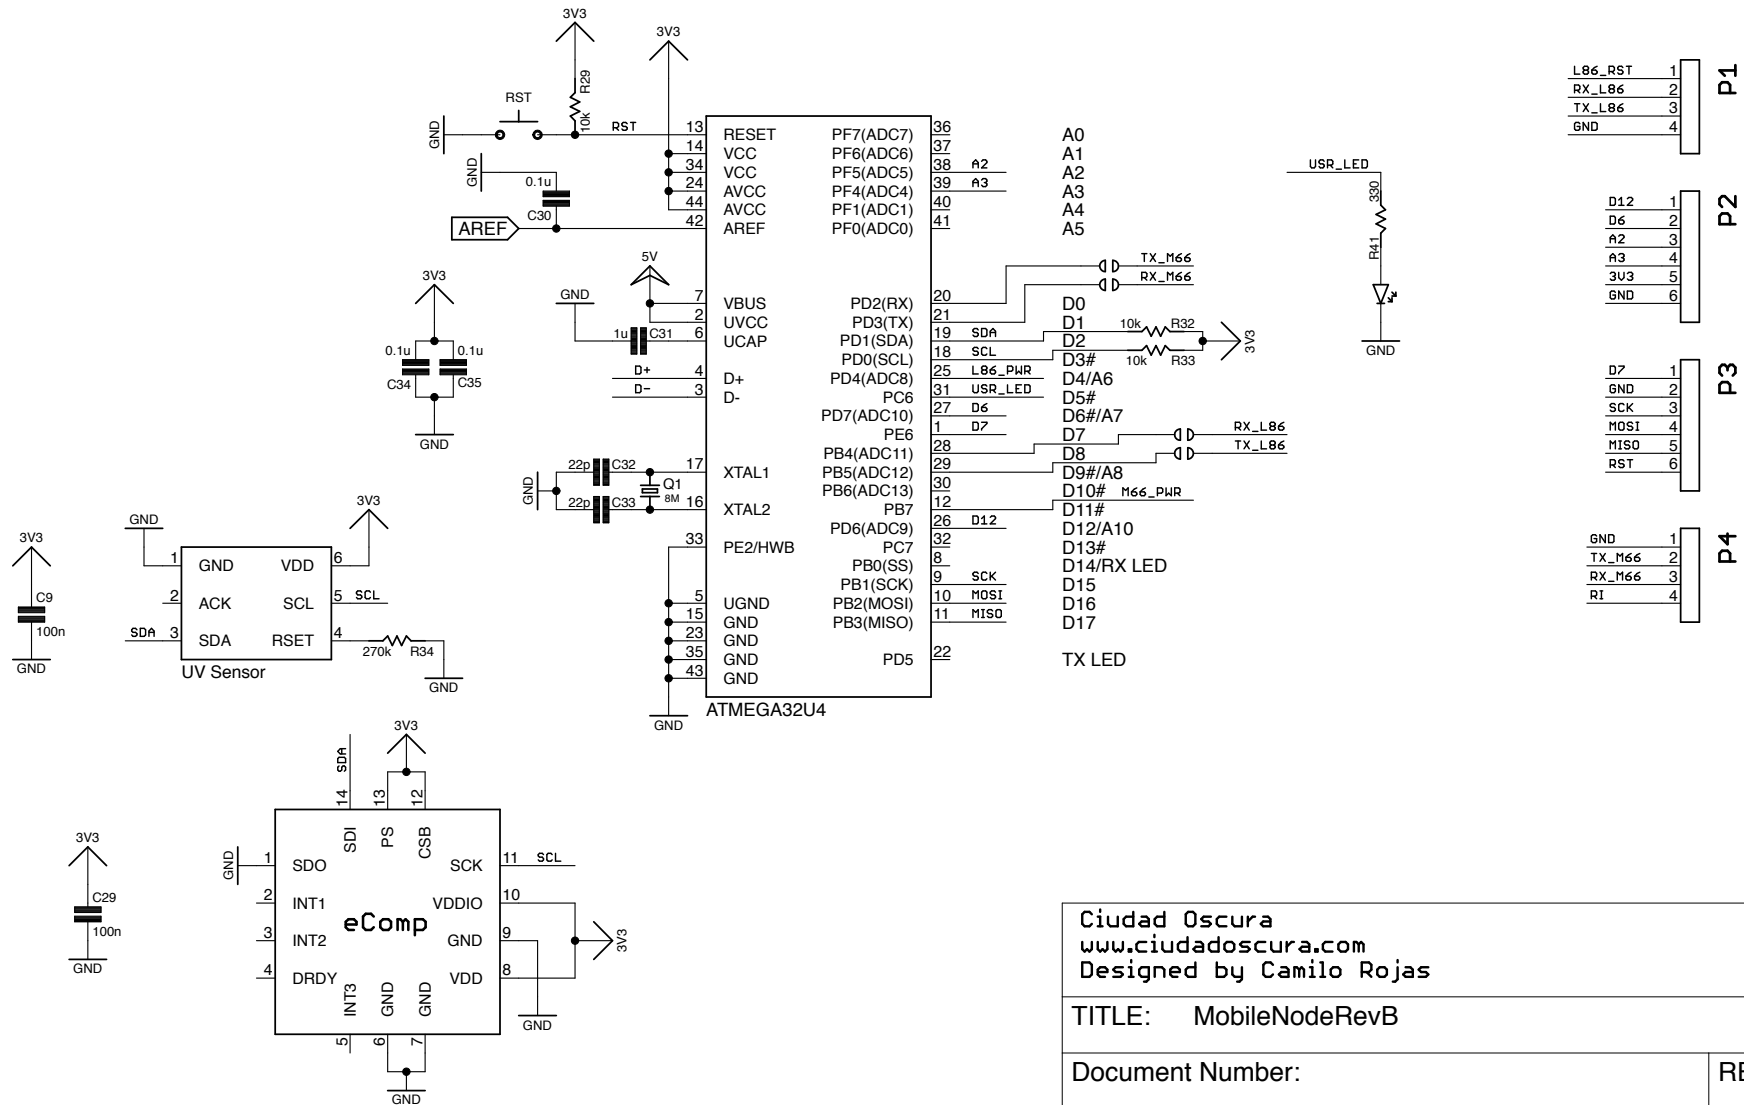 3V3
3V3
R29
10k
RST
GND
RST
GND
0.1u
C30
AREF
5V
GND
1u C31
D+
D-
3V3
0.1u 0.1u
C34 C35
GND
22p C32
GND
Q1
8M
22p C33
13 RESET PF7(ADC7) 36 A0
14 VCC PF6(ADC6) 37 A1
34 VCC PF5(ADC5) 38 A2 A2
24 AVCC PF4(ADC4) 39 A3 A3
44 AVCC PF1(ADC1) 40 A4
42 AREF PF0(ADC0) 41 A5
TX_M66
RX_M66
7 VBUS PD2(RX) 20 D0
2 UVCC PD3(TX) 21 D1
6 UCAP PD1(SDA) 19 SDA D2
PD0(SCL) 18 SCL D3#
10k R32
10k R33
3V3
4 D+ PD4(ADC8) 25 L86_PWR D4/A6
3 D- PC6 31 USR_LED D5#
PD7(ADC10) 27 D6 D6#/A7
PE6 1 D7 D7
RX_L86
PB4(ADC11) 28 D8
TX_L86
17 XTAL1 PB5(ADC12) 29 D9#/A8
PB6(ADC13) 30 D10# M66_PWR
16 XTAL2 PB7 12 D11#
PD6(ADC9) 26 D12 D12/A10
33 PE2/HWB PC7 32 D13#
PB0(SS) 8 D14/RX LED
PB1(SCK) 9 SCK D15
5 UGND PB2(MOSI) 10 MOSI D16
15 GND PB3(MISO) 11 MISO D17
23 GND
35 GND PD5 22 TX LED
43 GND
GND
ATMEGA32U4
USR_LED
330
R41
GND
L86_RST 1
RX_L86 2
TX_L86 3
GND 4
P1
D12 1
D6 2
A2 3
A3 4
3V3 5
GND 6
P2
D7 1
GND 2
SCK 3
MOSI 4
MISO 5
RST 6
P3
GND 1
TX_M66 2
RX_M66 3
RI 4
P4
3V3
C9
100n
GND
GND
3V3
1 GND VDD 6
2 ACK SCL 5 SCL
SDA 3 SDA RSET 4
270k R34
GND
UV Sensor
3V3
C29
100n
GND
3V3
SDA
14 13 12
SDI PS CSB
GND
1 SDO SCK 11 SCL
2 INT1 VDDIO 10
eComp
3 INT2 GND 9
3V3
4 DRDY VDD 8
INT3 GND GND
5 6 7
GND
GND
Ciudad Oscura
www.ciudadoscura.com
Designed by Camilo Rojas
TITLE: MobileNodeRevB
Document Number: